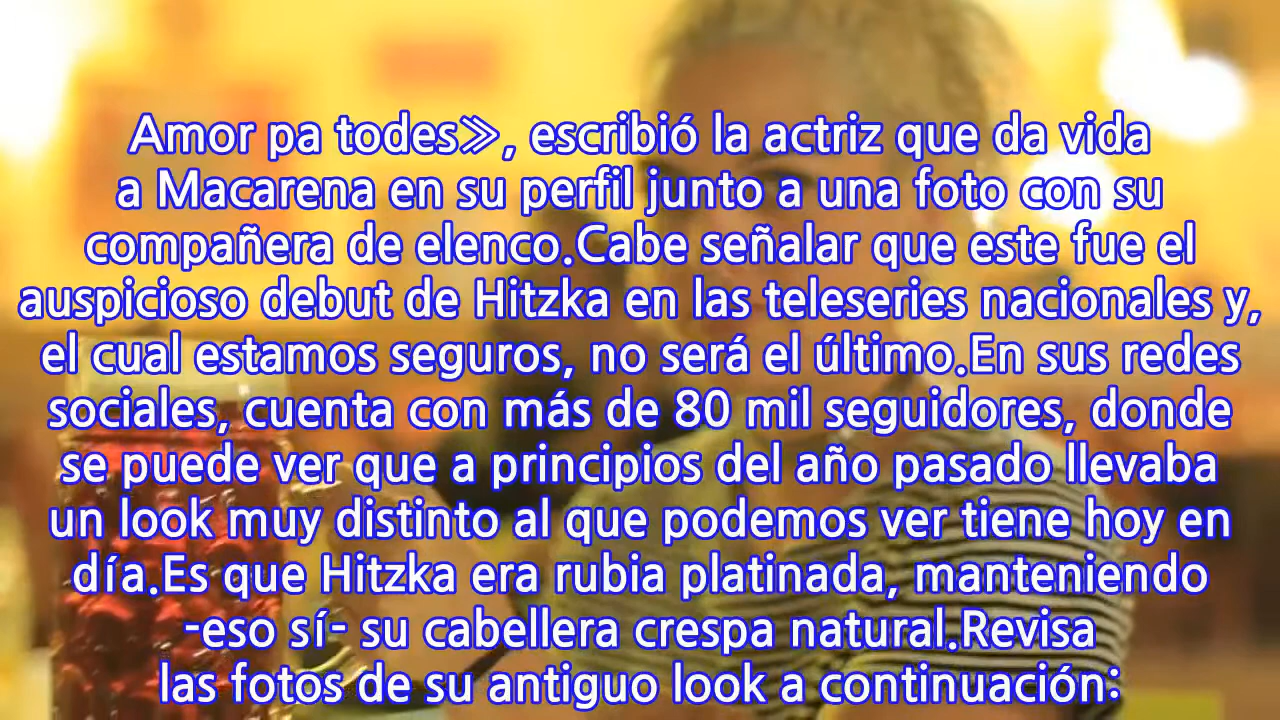 Amor pa todes≫, escribió la actriz que da vida
a Macarena en su perfil junto a una foto con su
compañera de elenco.Cabe señalar que este fue el
auspicioso debut de Hitzka en las teleseries nacionales y,
el cual estamos seguros, no será el último.En sus redes
sociales, cuenta con más de 80 mil seguidores, donde
se puede ver que a principios del año pasado llevaba
un look muy distinto al que podemos ver tiene hoy en
día.Es que Hitzka era rubia platinada, manteniendo
-eso sí- su cabellera crespa natural.Revisa
las fotos de su antiguo look a continuación: